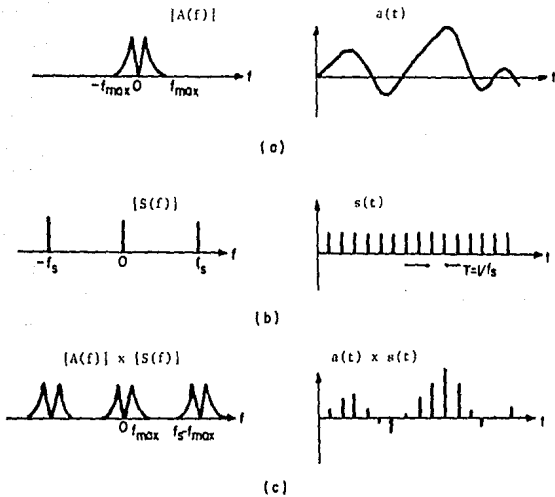 |A(f)|
a(t)
f
-fmax 0 fmax
t
(a)
|S(f)|
s(t)
f
-fs 0 fs
t
T=1/fs
(b)
|A(f)| x |S(f)|
a(t) x s(t)
f
0 fmax fs-fmax
t
(c)